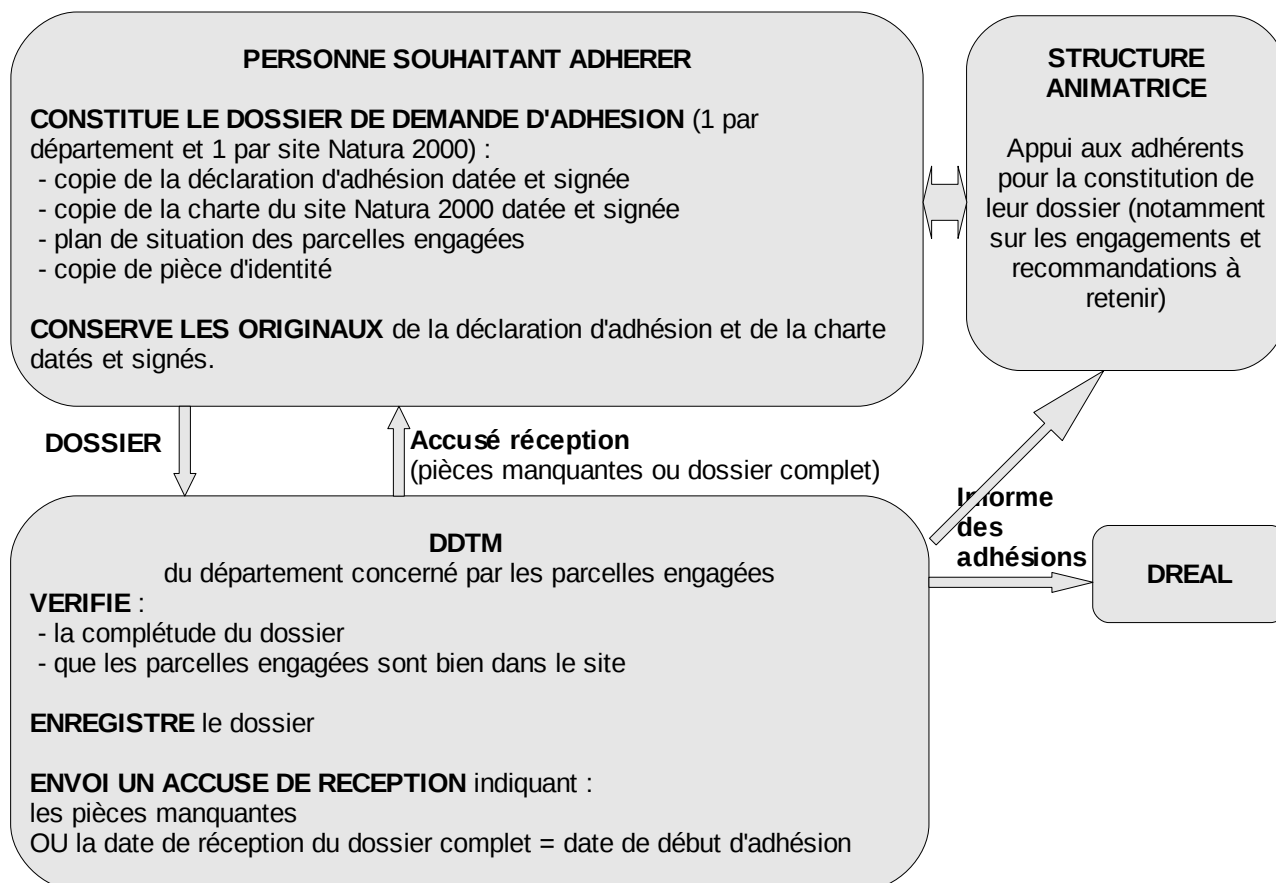 PERSONNE SOUHAITANT ADHERER
CONSTITUE LE DOSSIER DE DEMANDE D'ADHESION (1 par
département et 1 par site Natura 2000) :
- copie de la déclaration d'adhésion datée et signée
- copie de la charte du site Natura 2000 datée et signée
- plan de situation des parcelles engagées
- copie de pièce d'identité
CONSERVE LES ORIGINAUX de la déclaration d'adhésion et de la charte
datés et signés.
STRUCTURE
ANIMATRICE
Appui aux adhérents
pour la constitution de
leur dossier (notamment
sur les engagements et
recommandations à
retenir)
DOSSIER
Accusé réception
(pièces manquantes ou dossier complet)
Informe
des
adhésions
DREAL
DDTM
du département concerné par les parcelles engagées
VERIFIE :
- la complétude du dossier
- que les parcelles engagées sont bien dans le site
ENREGISTRE le dossier
ENVOI UN ACCUSE DE RECEPTION indiquant :
les pièces manquantes
OU la date de réception du dossier complet = date de début d'adhésion